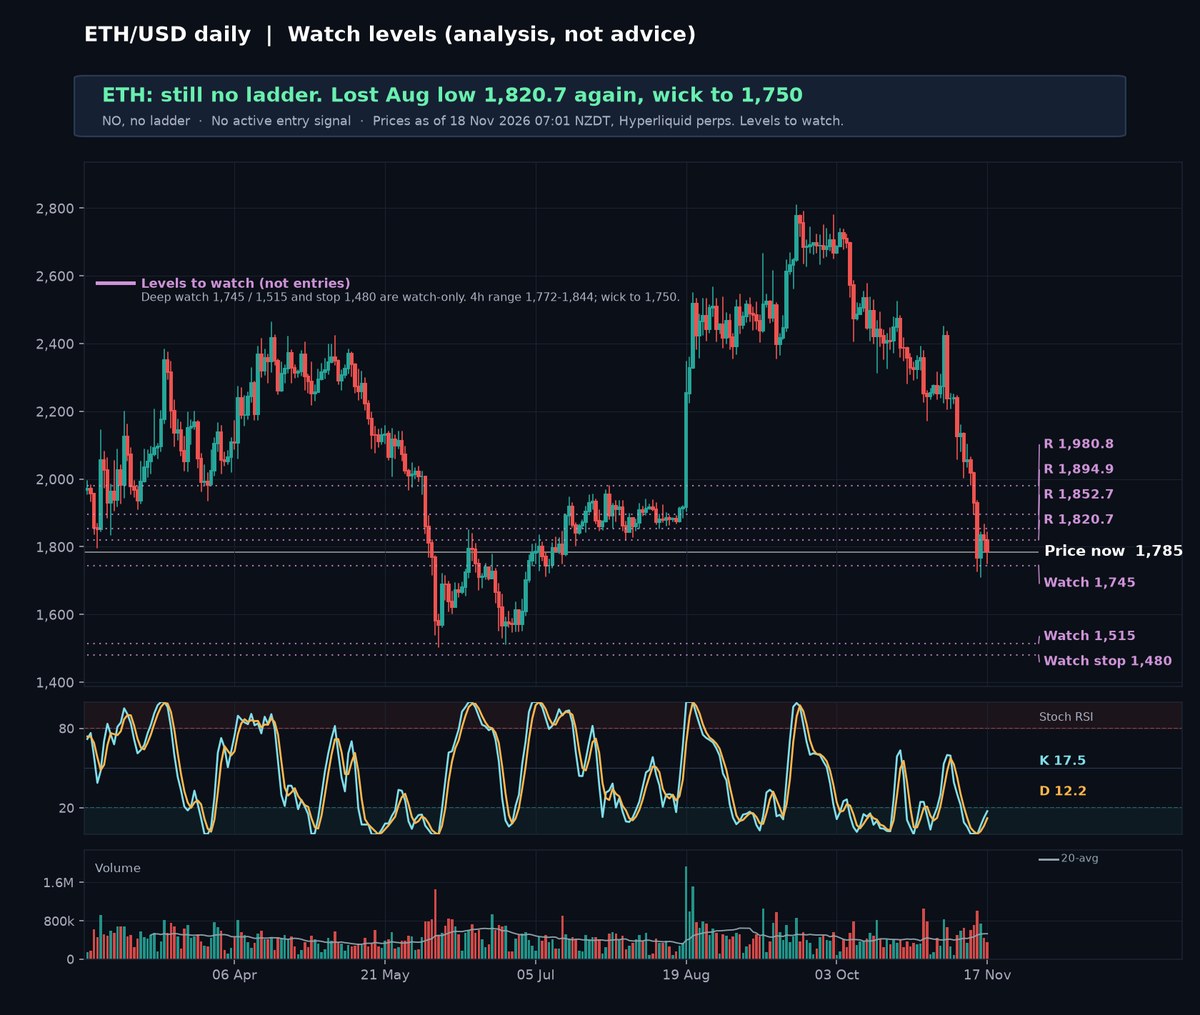 ETH/USD daily | Watch levels (analysis, not advice)
ETH: still no ladder. Lost Aug low 1,820.7 again, wick to 1,750
NO, no ladder · No active entry signal · Prices as of 18 Nov 2026 07:01 NZDT, Hyperliquid perps. Levels to watch.
2,800
2,600
Levels to watch (not entries)
Deep watch 1,745 / 1,515 and stop 1,480 are watch-only. 4h range 1,772-1,844; wick to 1,750.
2,400
2,200
R 1,980.8
R 1,894.9
2,000
R 1,852.7
R 1,820.7
1,800
Price now 1,785
Watch 1,745
1,600
Watch 1,515
Watch stop 1,480
1,400
Stoch RSI
80
K 17.5
D 12.2
20
20-avg
Volume
1.6M
800k
0
06 Apr
21 May
05 Jul
19 Aug
03 Oct
17 Nov